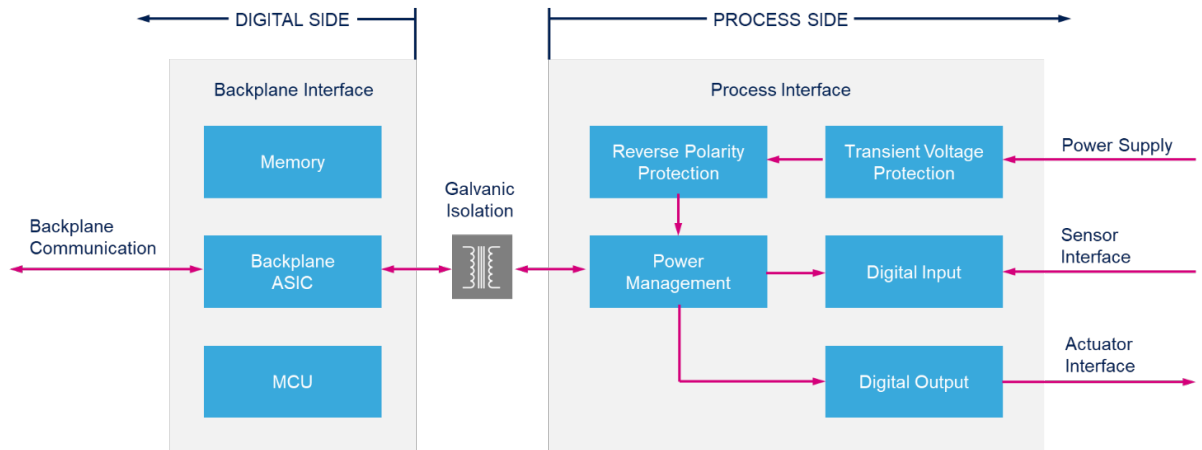 DIGITAL SIDE
PROCESS SIDE
Backplane Interface
Process Interface
Memory
Reverse Polarity
Protection
Transient Voltage
Protection
Power Supply
Galvanic
Isolation
Backplane
Communication
Backplane
ASIC
Power
Management
Digital Input
Sensor
Interface
MCU
Digital Output
Actuator
Interface